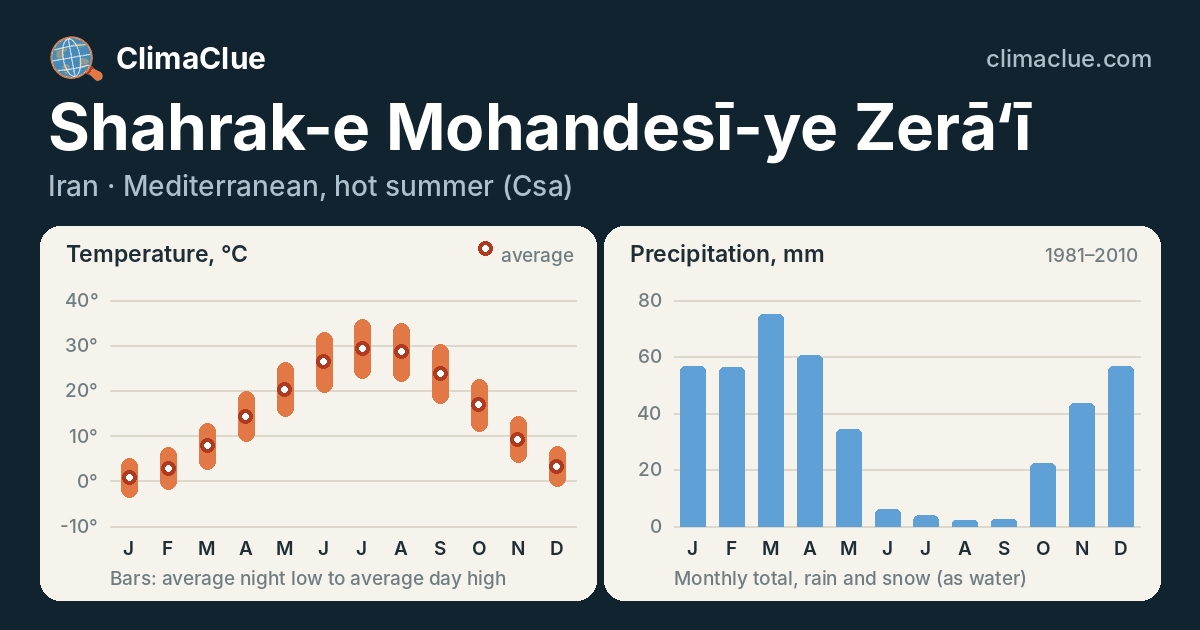 ClimaClue
climaclue.com
Shahrak-e Mohandesī-ye Zerā‘ī
Iran · Mediterranean, hot summer (Csa)
Temperature, °C
average
40°
30°
20°
10°
0°
-10°
J F M A M J J A S O N D
Bars: average night low to average day high
Precipitation, mm
1981–2010
80
60
40
20
0
J F M A M J J A S O N D
Monthly total, rain and snow (as water)